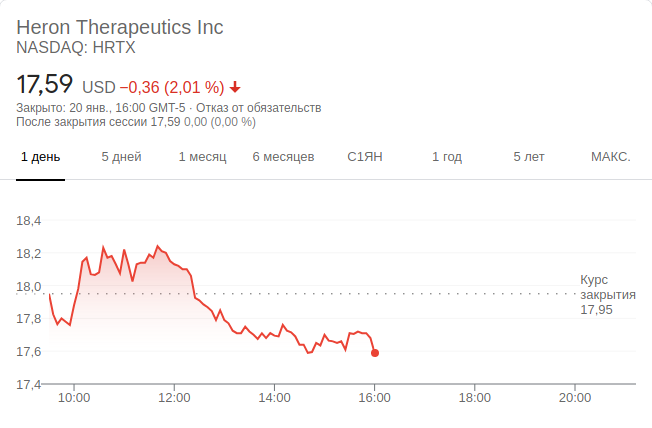 Heron Therapeutics Inc
NASDAQ: HRTX
17,59 USD −0,36 (2,01 %)
Закрыто: 20 янв., 16:00 GMT-5 · Отказ от обязательств
После закрытия сессии 17,59 0,00 (0,00 %)
1 день 5 дней 1 месяц 6 месяцев С1ЯН 1 год 5 лет МАКС.
18,4
18,2
18,0
17,8
17,6
17,4
Курс
закрытия
17,95
10:00 12:00 14:00 16:00 18:00 20:00